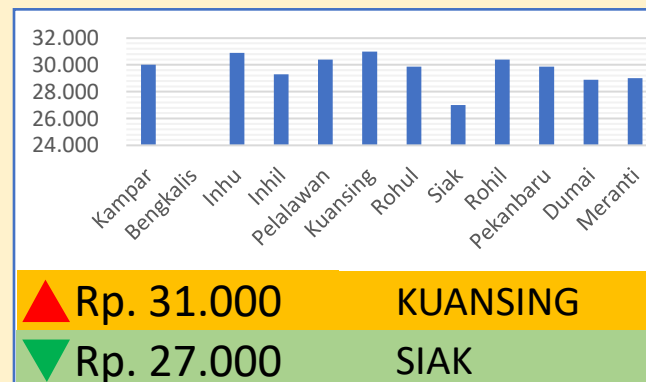 32.000
30.000
28.000
26.000
24.000
Kampar
Bengkalis
Inhu
Inhil
Pelalawan
Kuansing
Rohul
Siak
Rohil
Pekanbaru
Dumai
Meranti
Rp. 31.000 KUANSING
Rp. 27.000 SIAK